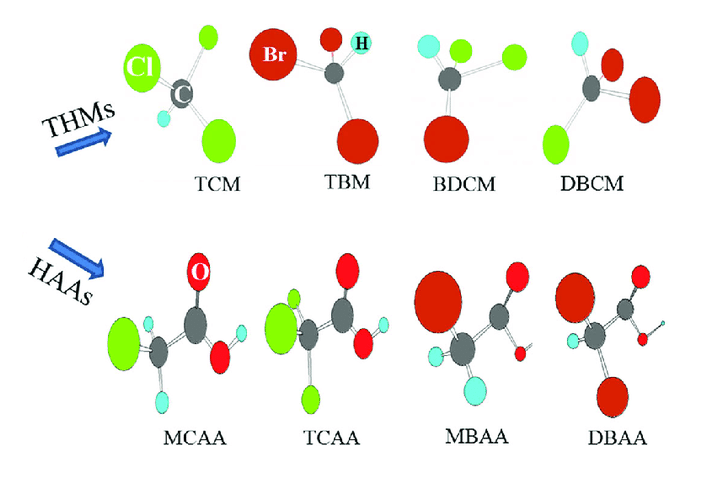 THMs
Cl
C
Br
H
TCM
TBM
BDCM
DBCM
HAAs
O
MCAA
TCAA
MBAA
DBAA